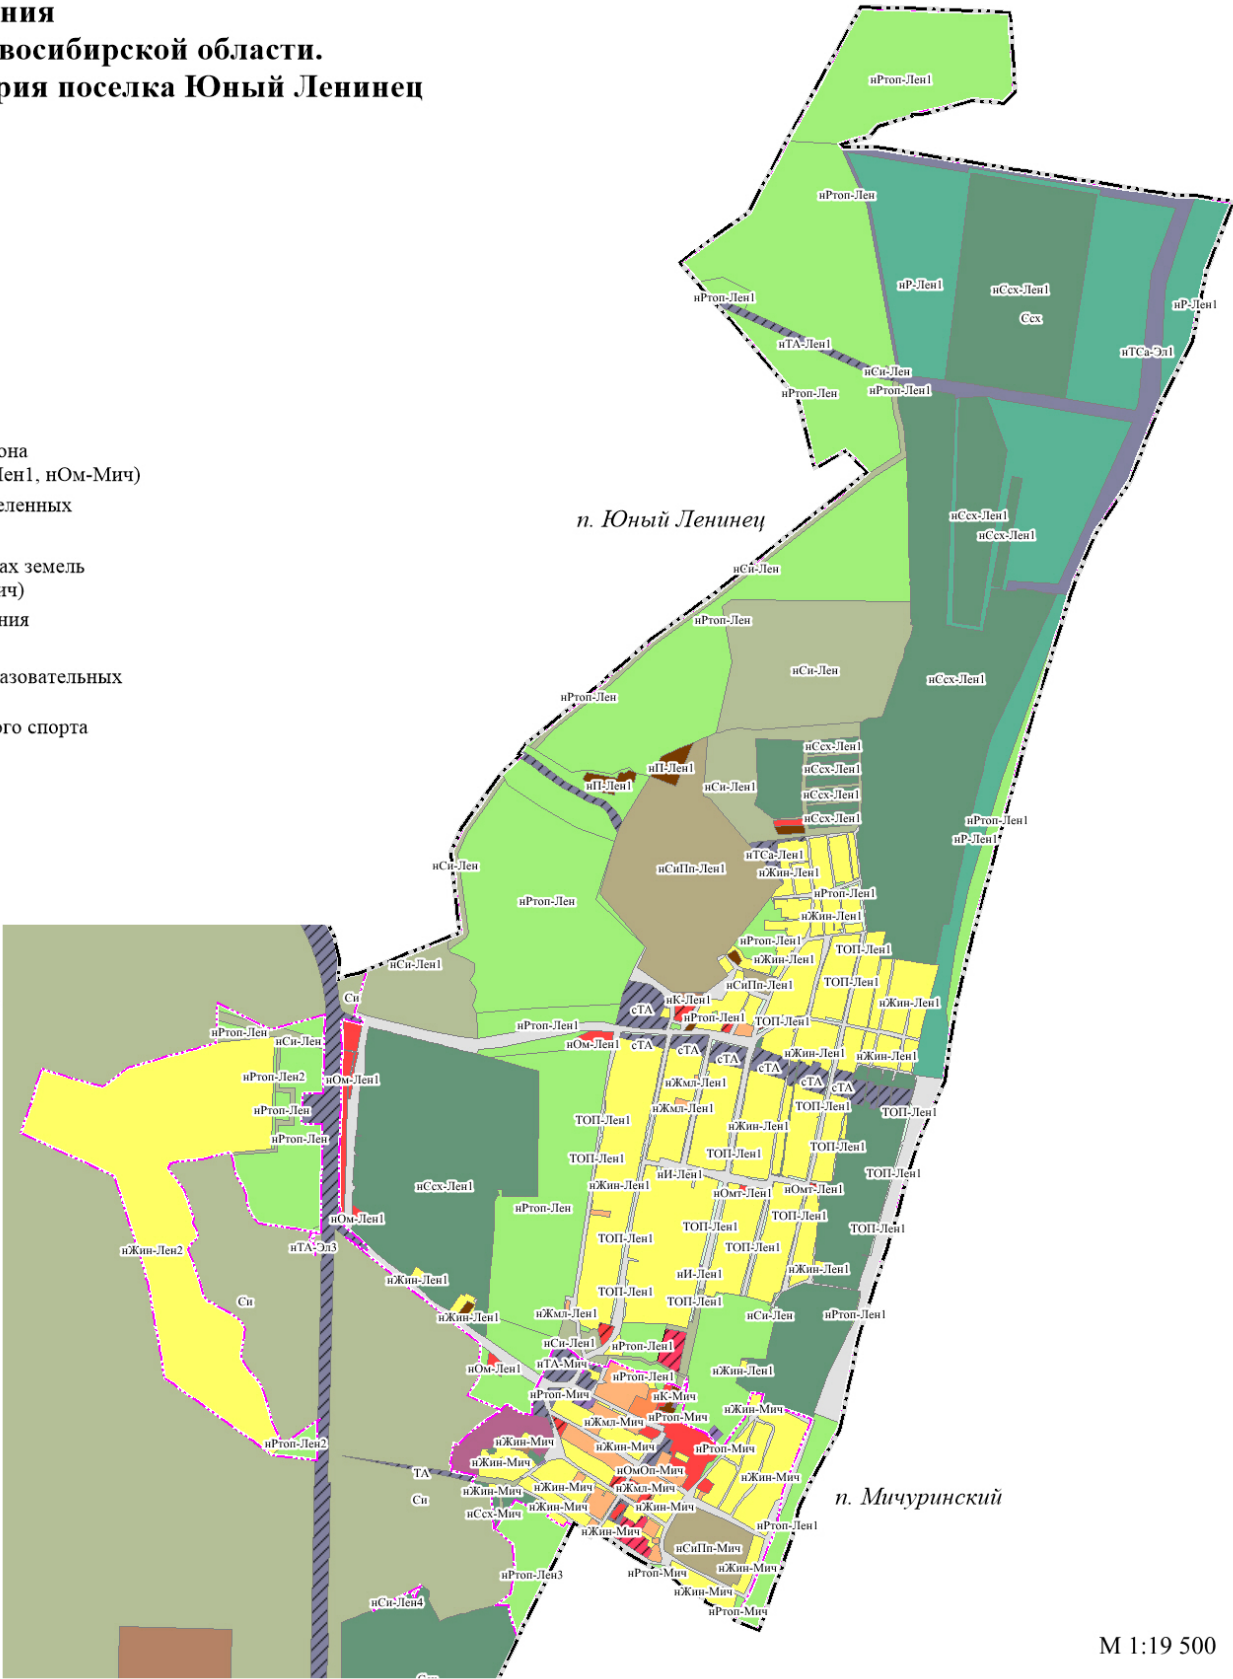 ния
восибирской области.
рия поселка Юный Ленинец
нРтоп-Лен1
нРтоп-Лен
нР-Лен1
нСсх-Лен1
нРтоп-Лен1
нР-Лен1
Ссх
нТА-Лен1
нТСа-Эл1
нСи-Лен
нРтоп-Лен
нРтоп-Лен1
она
Лен1, нОм-Мич)
еленных
нСсх-Лен1
п. Юный Ленинец
нСсх-Лен1
ах земель
ич)
нСи-Лен
ния
нРтоп-Лен
нСи-Лен
азовательных
нСсх-Лен1
нРтоп-Лен
ого спорта
нСсх-Лен1
нП-Лен1
нСсх-Лен1
нП-Лен1
нСи-Лен1
нСсх-Лен1
нСсх-Лен1
нРтоп-Лен1
нР-Лен1
нТСа-Лен1
нСи-Лен
нСиПп-Лен1
нЖин-Лен1
нРтоп-Лен
нРтоп-Лен1
нЖин-Лен1
нРтоп-Лен1
ТОП-Лен1
нСи-Лен1
нЖин-Лен1
нСиПп-Лен1
ТОП-Лен1
Си
нК-Лен1
нЖин-Лен1
сТА
нРтоп-Лен1
ТОП-Лен1
нРтоп-Лен1
нРтоп-Лен
нСи-Лен
нОм-Лен1
сТА
сТА
сТА
нЖин-Лен1
нЖин-Лен1
сТА
нРтоп-Лен2
нОм-Лен1
нЖмл-Лен1
сТА
сТА
нРтоп-Лен
нЖмл-Лен1
ТОП-Лен1
ТОП-Лен1
ТОП-Лен1
нЖин-Лен1
нРтоп-Лен
ТОП-Лен1
ТОП-Лен1
ТОП-Лен1
нИ-Лен1
ТОП-Лен1
нСсх-Лен1
нЖин-Лен1
нОмт-Лен1
нОмт-Лен1
нРтоп-Лен
нОм-Лен1
ТОП-Лен1
ТОП-Лен1
ТОП-Лен1
нЖин-Лен2
нТА-Эл3
ТОП-Лен1
ТОП-Лен1
нЖин-Лен1
нИ-Лен1
нЖин-Лен1
ТОП-Лен1
Си
ТОП-Лен1
нЖин-Лен1
нЖмл-Лен1
нСи-Лен
нРтоп-Лен1
нСи-Лен1
нРтоп-Лен1
нОм-Лен1
нТА-Мич
нРтоп-Лен1
нЖин-Лен1
нРтоп-Мич
нК-Мич
нЖмл-Мич
нРтоп-Мич
нЖин-Мич
нРтоп-Лен2
нЖин-Мич
нЖин-Мич
нРтоп-Мич
нЖин-Мич
нОмОп-Мич
нЖин-Мич
ТА
нЖин-Мич
нЖин-Мич
нЖмл-Мич
Си
нЖин-Мич
нЖин-Мич
п. Мичуринский
нСсх-Мич
нЖин-Мич
нРтоп-Лен1
нСиПп-Мич
нРтоп-Лен3
нРтоп-Мич
нЖин-Мич
нЖин-Мич
нСи-Лен4
нРтоп-Мич
М 1:19 500